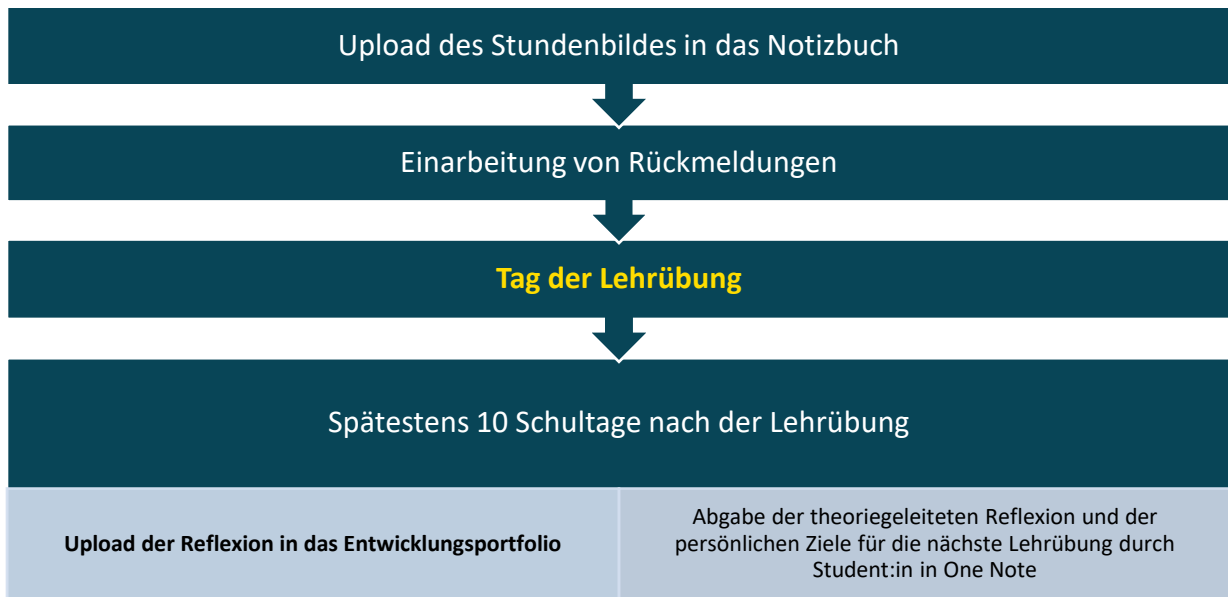 Upload des Stundenbildes in das Notizbuch
Einarbeitung von Rückmeldungen
Tag der Lehrübung
Spätestens 10 Schultage nach der Lehrübung
Upload der Reflexion in das Entwicklungsportfolio
Abgabe der theoriegeleiteten Reflexion und der
persönlichen Ziele für die nächste Lehrübung durch
Student:in in One Note